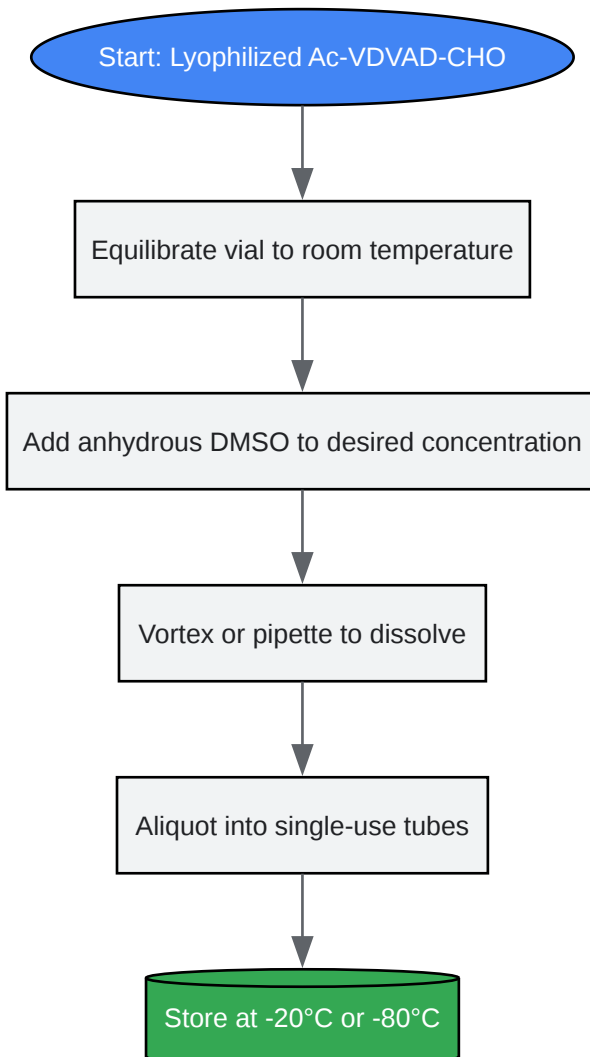 Start: Lyophilized Ac-VDVAD-CHO
Equilibrate vial to room temperature
Add anhydrous DMSO to desired concentration
Vortex or pipette to dissolve
Aliquot into single-use tubes
Store at -20°C or -80°C